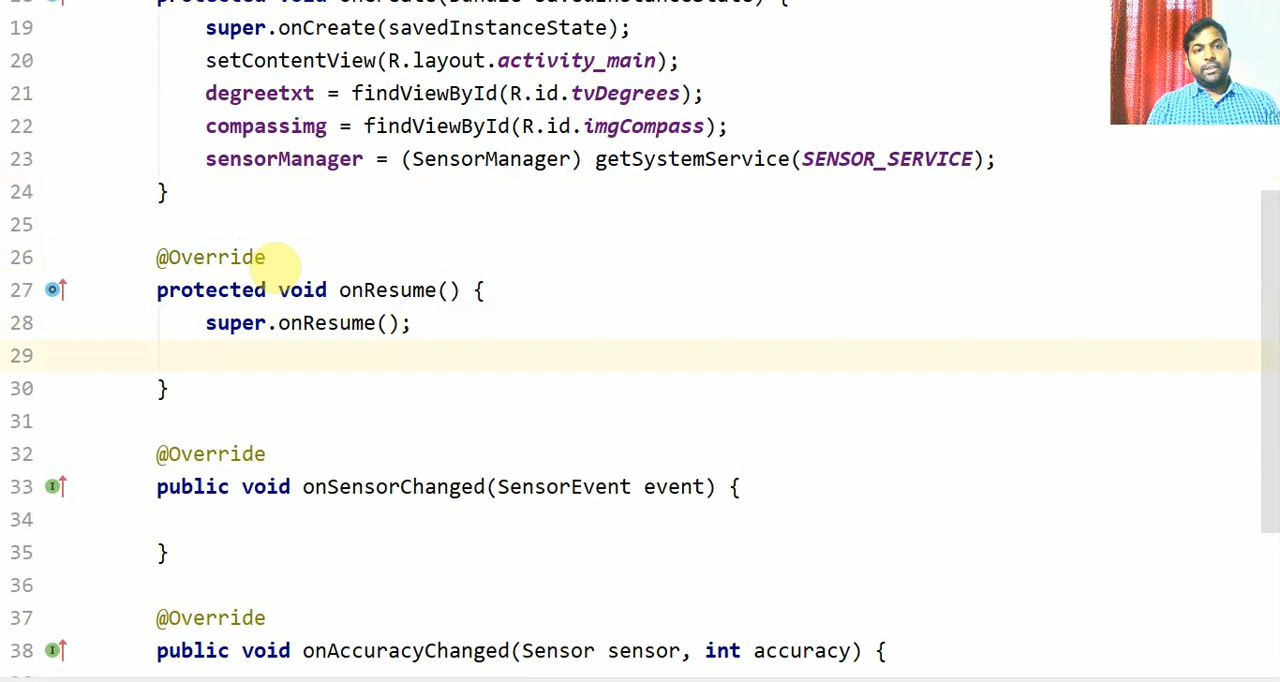 19 super.onCreate(savedInstanceState);
20 setContentView(R.layout.activity_main);
21 degreetxt = findViewById(R.id.tvDegrees);
22 compassimg = findViewById(R.id.imgCompass);
23 sensorManager = (SensorManager) getSystemService(SENSOR_SERVICE);
24 }
25
26 @Override
27 protected void onResume() {
28 super.onResume();
29
30 }
31
32 @Override
33 public void onSensorChanged(SensorEvent event) {
34
35 }
36
37 @Override
38 public void onAccuracyChanged(Sensor sensor, int accuracy) {